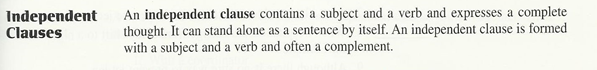 Independent
Clauses
An independent clause contains a subject and a verb and expresses a complete
thought. It can stand alone as a sentence by itself. An independent clause is formed
with a subject and a verb and often a complement.